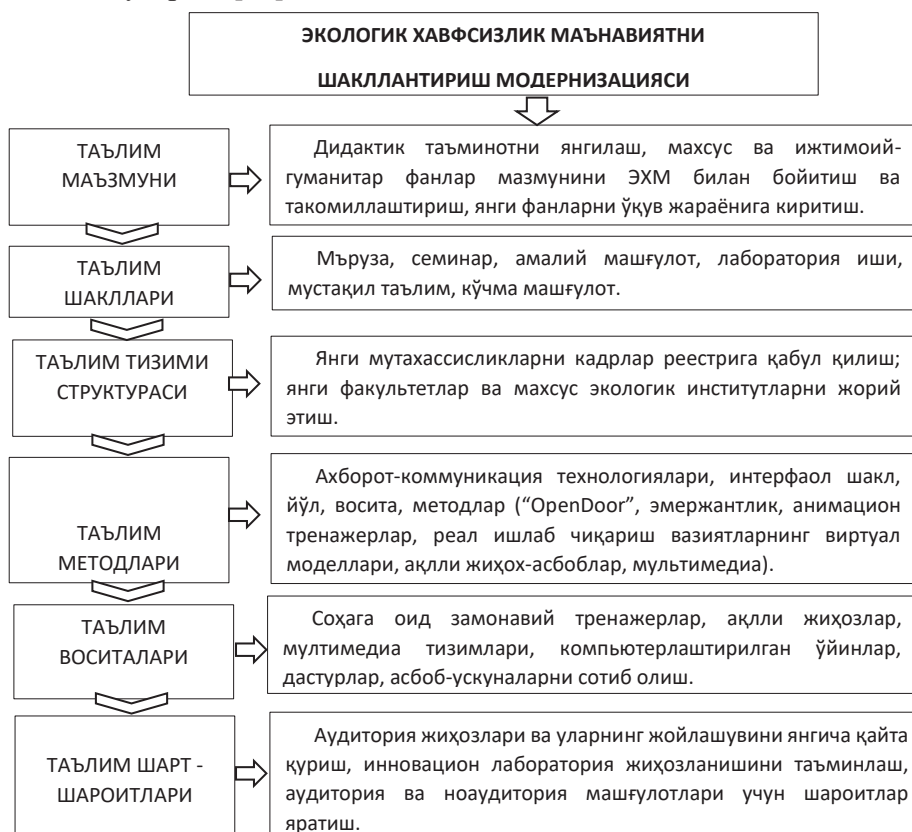 ЭКОЛОГИК ХАВФСИЗЛИК МАЪНАВИЯТНИ
ШАКЛЛАНТИРИШ МОДЕРНИЗАЦИЯСИ
ТАЪЛИМ
МАЪЗМУНИ
Дидактик таъминотни янгилаш, махсус ва ижтимоий-
гуманитар фанлар мазмунини ЭХМ билан бойитиш ва
такомиллаштириш, янги фанларни ўқув жараёнига киритиш.
ТАЪЛИМ
ШАКЛЛАРИ
Мъруза, семинар, амалий машғулот, лаборатория иши,
мустақил таълим, кўчма машғулот.
ТАЪЛИМ ТИЗИМИ
СТРУКТУРАСИ
Янги мутахассисликларни кадрлар реестрига қабул қилиш;
янги факультетлар ва махсус экологик институтларни жорий
этиш.
ТАЪЛИМ
МЕТОДЛАРИ
Ахборот-коммуникация технологиялари, интерфаол шакл,
йўл, восита, методлар (“OpenDoor”, эмержантлик, анимацион
тренажерлар, реал ишлаб чиқариш вазиятларнинг виртуал
моделлари, ақлли жиҳох-асбоблар, мультимедиа).
ТАЪЛИМ
ВОСИТАЛАРИ
Соҳага оид замонавий тренажерлар, ақлли жиҳозлар,
мултимедиа тизимлари, компьютерлаштирилган ўйинлар,
дастурлар, асбоб-ускуналарни сотиб олиш.
ТАЪЛИМ ШАРТ -
ШАРОИТЛАРИ
Аудитория жиҳозлари ва уларнинг жойлашувини янгича қайта
қуриш, инновацион лаборатория жиҳозланишини таъминлаш,
аудитория ва ноаудитория машғулотлари учун шароитлар
яратиш.